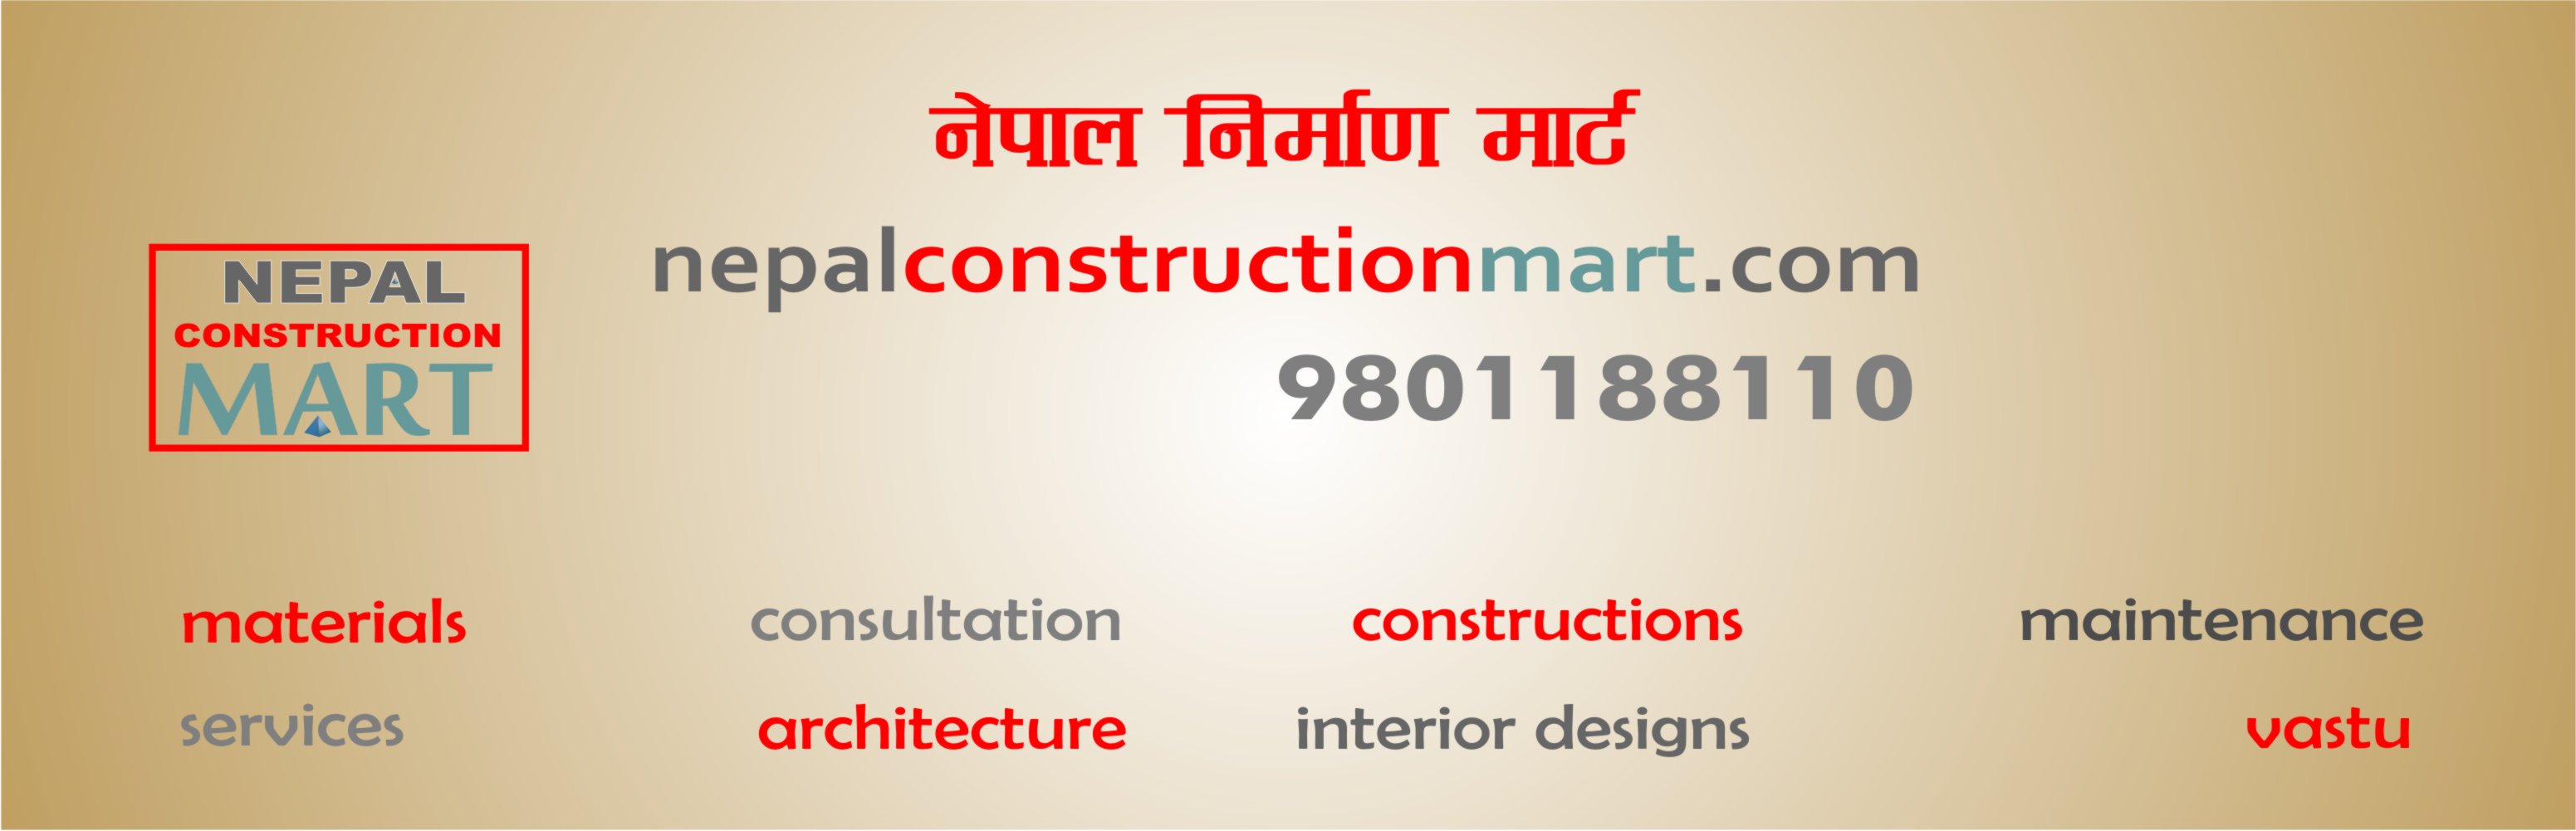 नेपाल निर्माण मार्ट
nepalconstructionmart.com
9801188110
NEPAL
CONSTRUCTION
MART
materials consultation constructions maintenance
services architecture interior designs vastu